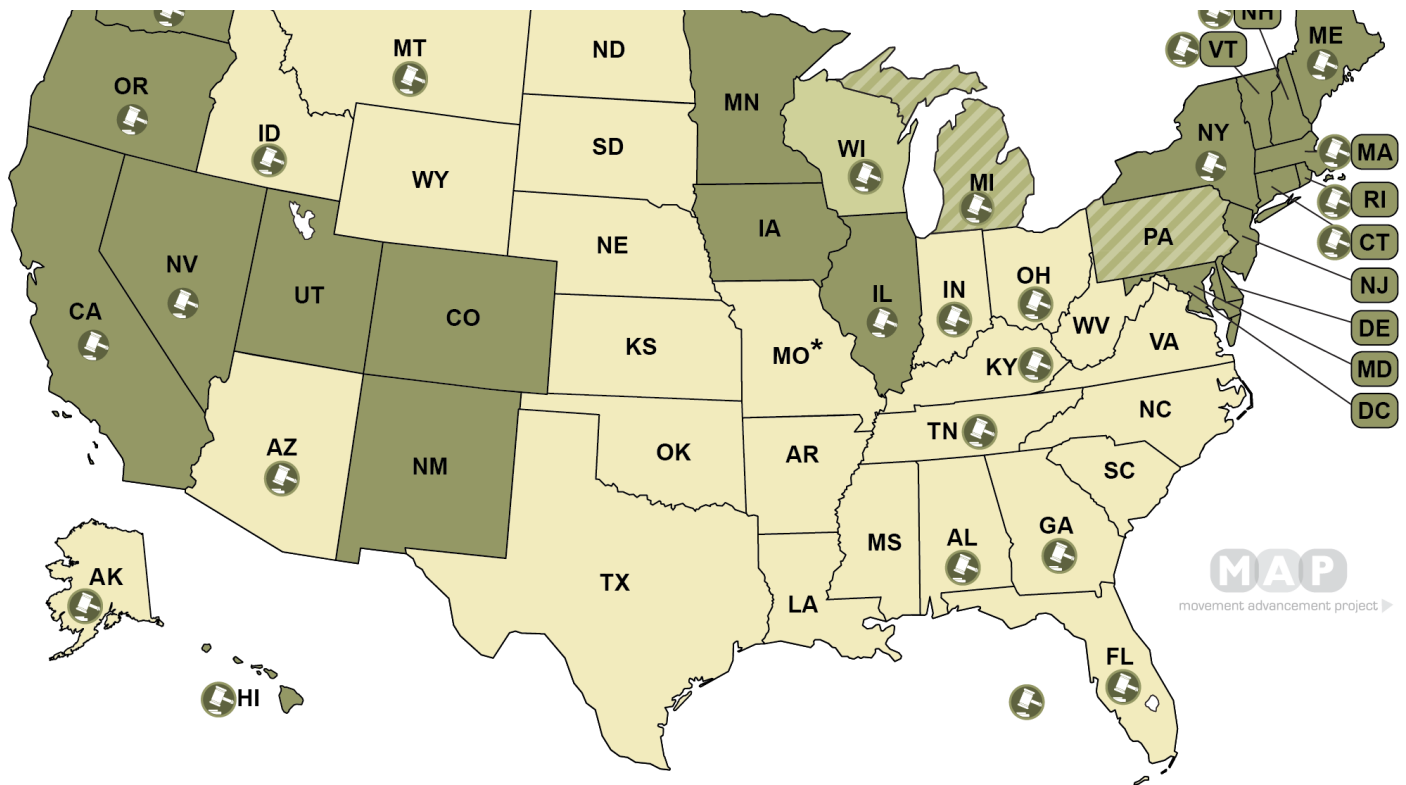 NH
VT
ME
MT
ND
OR
MN
ID
SD
WI
NY
MA
WY
MI
RI
IA
PA
CT
NE
NV
UT
IL
IN
OH
NJ
CA
CO
WV
DE
KS
MO*
KY
VA
MD
DC
NC
TN
AZ
NM
OK
AR
SC
MS
AL
GA
AK
TX
LA
MAP
movement advancement project
FL
HI